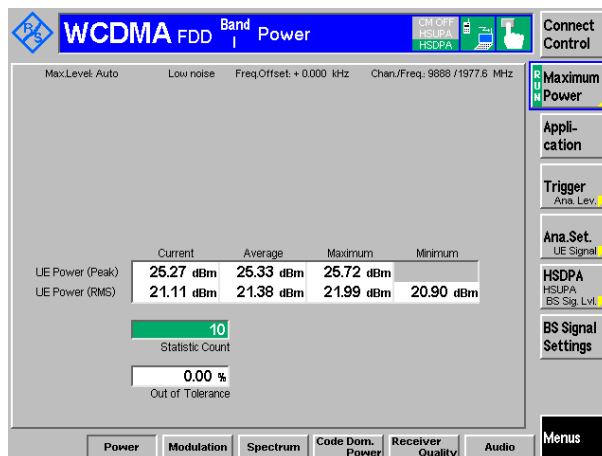 R/S WCDMA FDD Band I Power
CM OFF
HSUPA
HSDPA
Connect Control
Max.Level: Auto Low noise Freq.Offset: + 0.000 kHz Chan./Freq.: 9888 / 1977.6 MHz
RUN
Maximum Power
Appli-
cation
Trigger
Ana. Lev.
Ana.Set.
UE Signal
HSDPA
HSUPA
BS Sig. Lvl.
BS Signal
Settings
Current Average Maximum Minimum
UE Power (Peak) 25.27 dBm 25.33 dBm 25.72 dBm
UE Power (RMS) 21.11 dBm 21.38 dBm 21.99 dBm 20.90 dBm
10
Statistic Count
0.00 %
Out of Tolerance
Power Modulation Spectrum Code Dom. Power Receiver Quality Audio
Menus